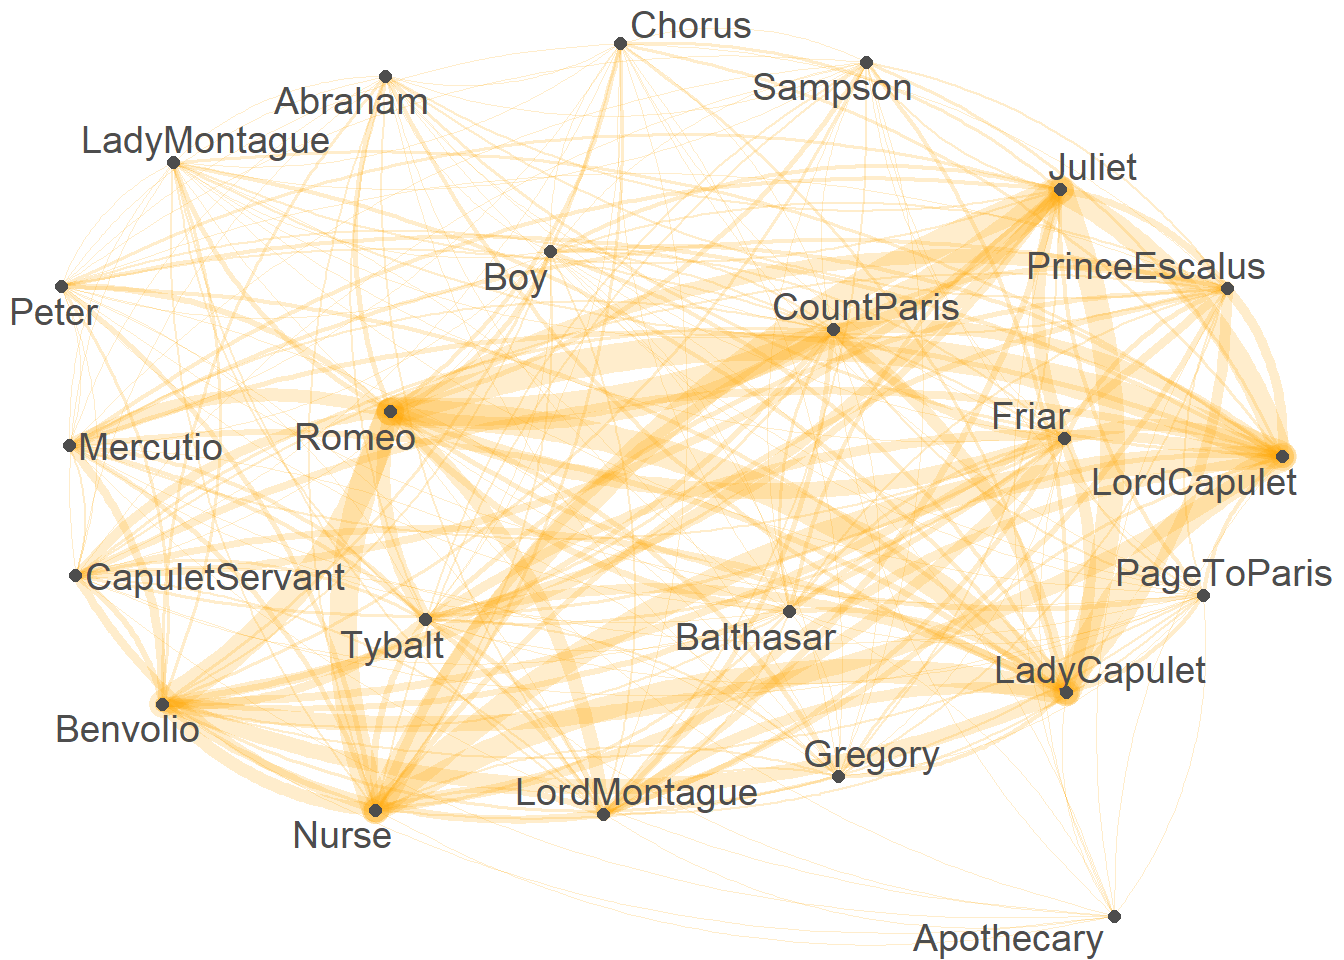 Chorus
Sampson
Abraham
LadyMontague
Juliet
PrinceEscalus
Boy
Peter
CountParis
Friar
Romeo
Mercutio
LordCapulet
PageToParis
CapuletServant
Tybalt
Balthasar
LadyCapulet
Benvolio
Gregory
LordMontague
Nurse
Apothecary